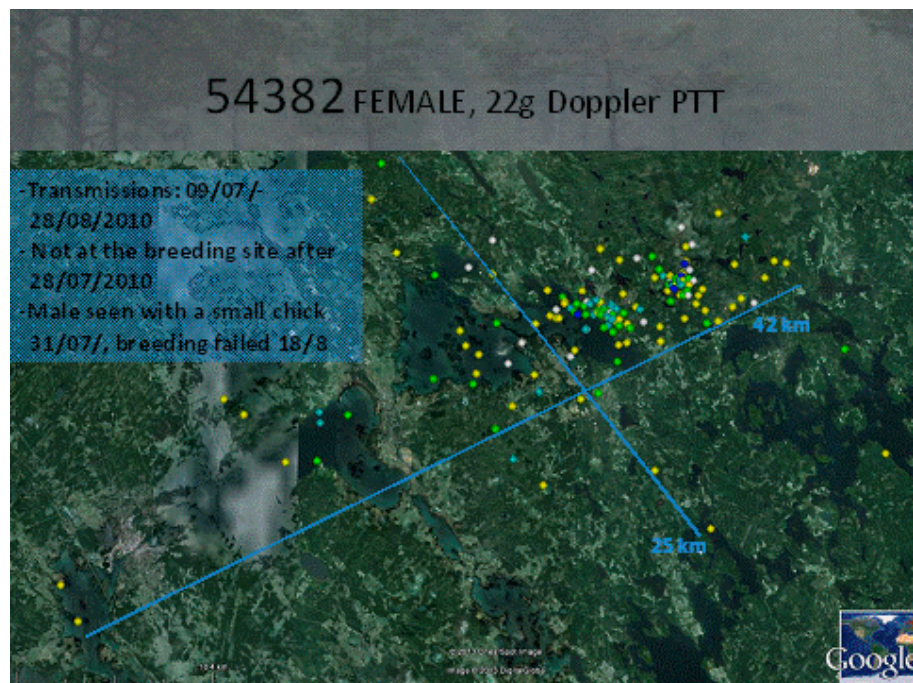 54382 FEMALE, 22g Doppler PTT
-Transmissions: 09/07/-
28/08/2010
- Not at the breeding site after
28/07/2010
-Male seen with a small chick
31/07/, breeding failed 18/8
42 km
25 km
Google